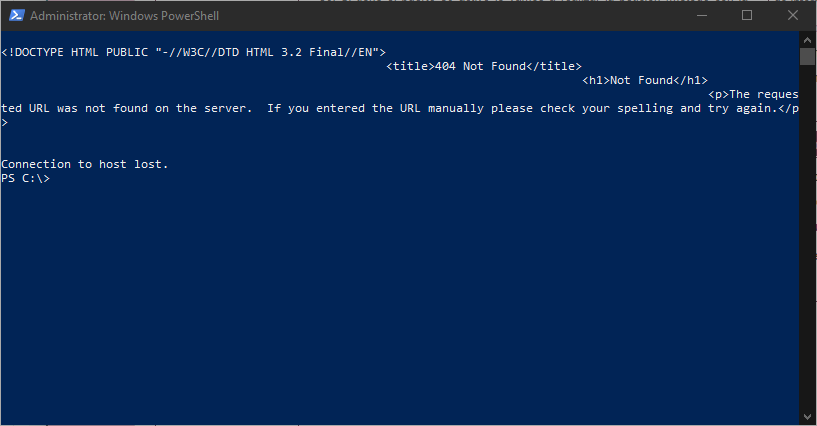 Administrator: Windows PowerShell
<!DOCTYPE HTML PUBLIC "-//W3C//DTD HTML 3.2 Final//EN">
<title>404 Not Found</title>
<h1>Not Found</h1>
<p>The reques
ted URL was not found on the server.  If you entered the URL manually please check your spelling and try again.</p
>
Connection to host lost.
PS C:\>